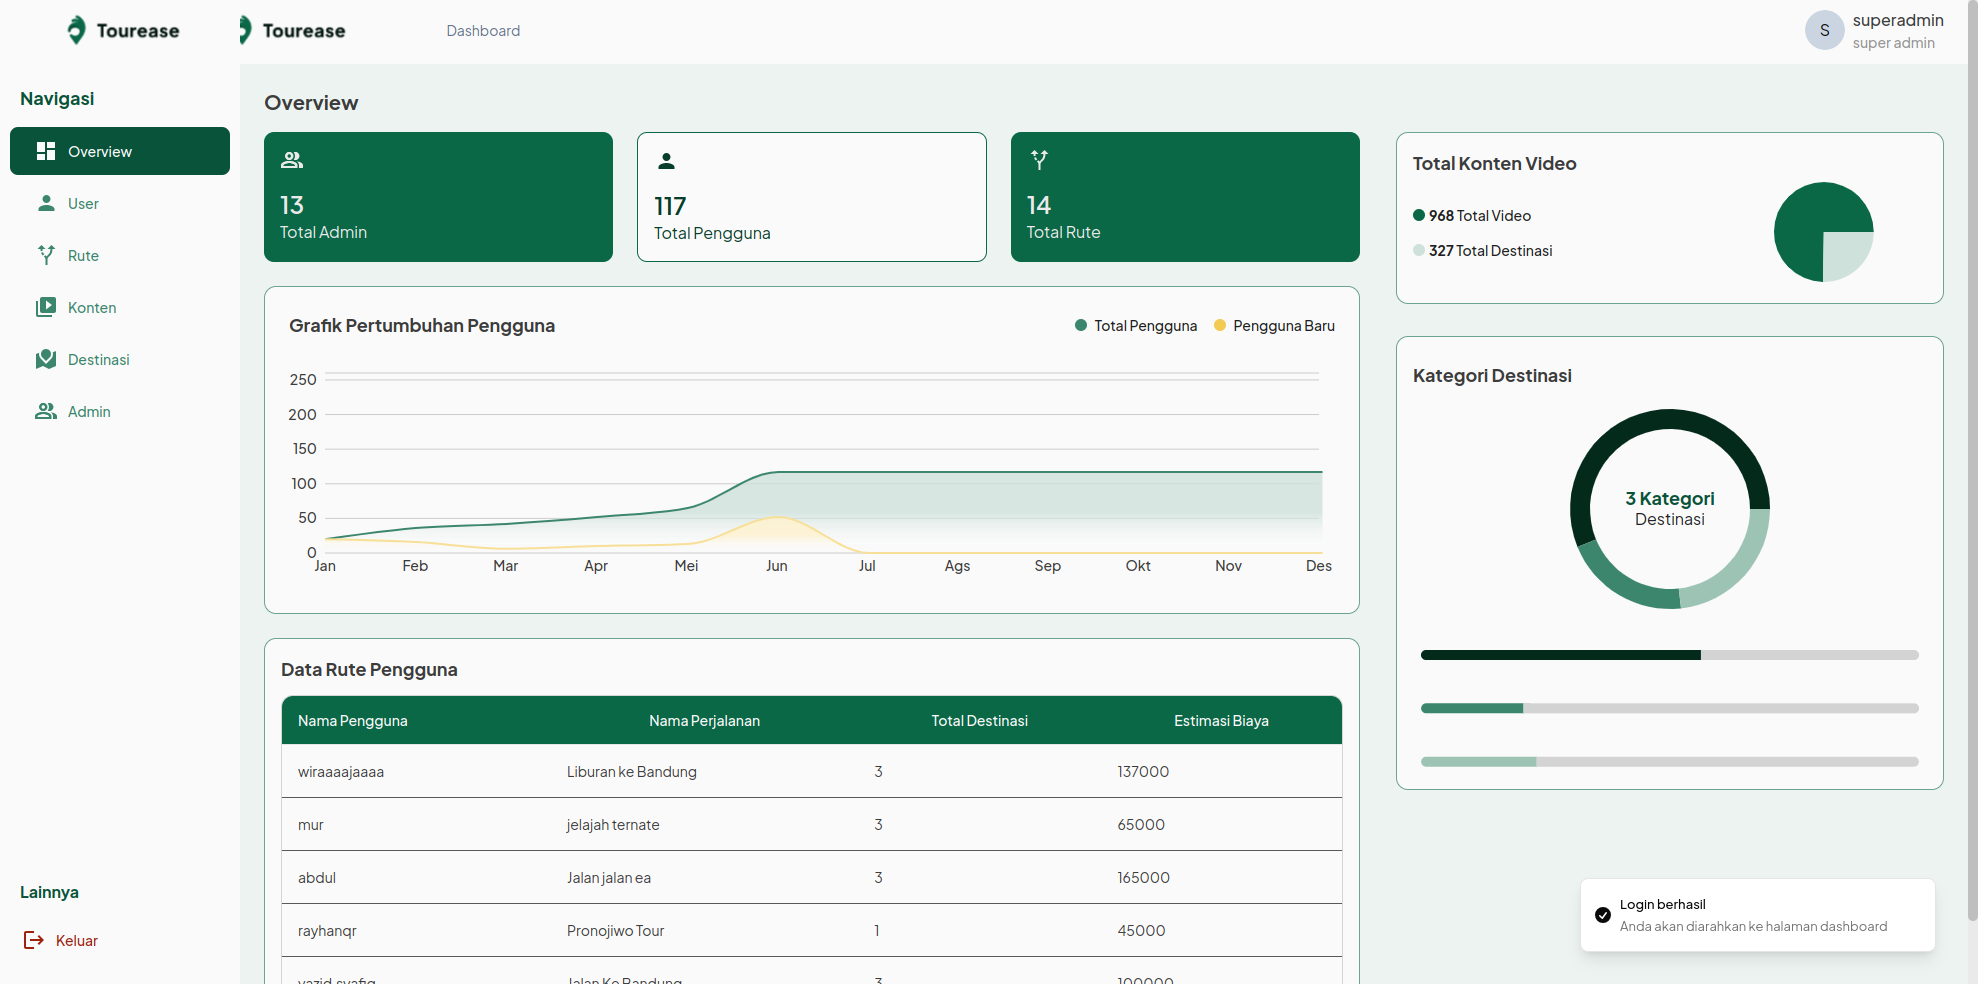 Tourease
Tourease
Dashboard
S
superadmin
super admin
Navigasi
Overview
User
Rute
Konten
Destinasi
Admin
Lainnya
Keluar
Overview
13
Total Admin
117
Total Pengguna
14
Total Rute
Grafik Pertumbuhan Pengguna
Total Pengguna
Pengguna Baru
250
200
150
100
50
0
Jan Feb Mar Apr Mei Jun Jul Ags Sep Okt Nov Des
Data Rute Pengguna
Nama Pengguna Nama Perjalanan Total Destinasi Estimasi Biaya
wiraaaajaaaa Liburan ke Bandung 3 137000
mur jelajah ternate 3 65000
abdul Jalan jalan ea 3 165000
rayhanqr Pronojiwo Tour 1 45000
yazid syafiq Jalan Ke Bandung 3 100000
Total Konten Video
968 Total Video
327 Total Destinasi
Kategori Destinasi
3 Kategori
Destinasi
Login berhasil
Anda akan diarahkan ke halaman dashboard